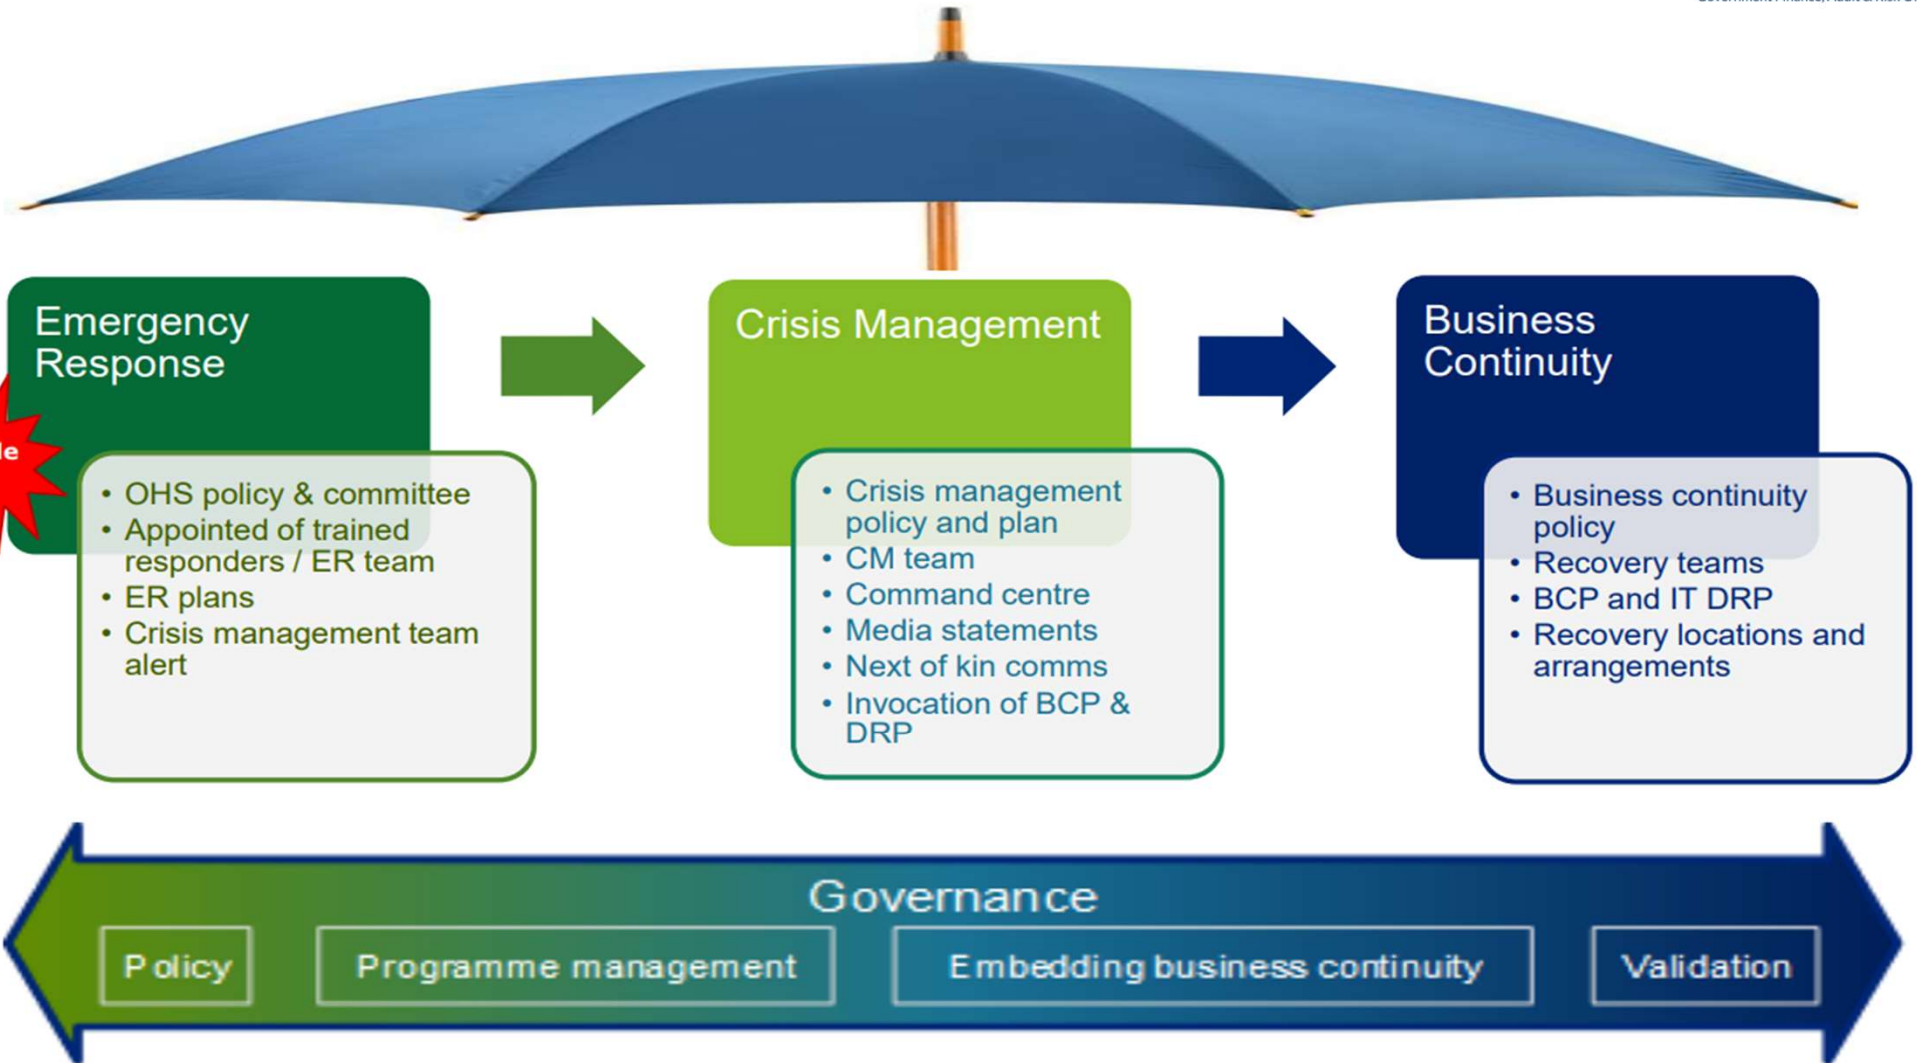 Emergency
Response
Crisis Management
Business
Continuity
• OHS policy & committee
• Appointed of trained
responders / ER team
• ER plans
• Crisis management team
alert
• Crisis management
policy and plan
• CM team
• Command centre
• Media statements
• Next of kin comms
• Invocation of BCP &
DRP
• Business continuity
policy
• Recovery teams
• BCP and IT DRP
• Recovery locations and
arrangements
Governance
Policy
Programme management
Embedding business continuity
Validation